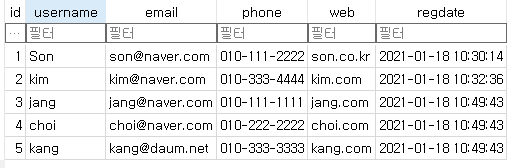 id username email phone web regdate
... 필터 필터 필터 필터 필터
1 Son son@naver.com 010-111-2222 son.co.kr 2021-01-18 10:30:14
2 kim kim@naver.com 010-333-4444 kim.com 2021-01-18 10:32:36
3 jang jang@naver.com 010-111-1111 jang.com 2021-01-18 10:49:43
4 choi choi@naver.com 010-222-2222 choi.com 2021-01-18 10:49:43
5 kang kang@daum.net 010-333-3333 kang.com 2021-01-18 10:49:43